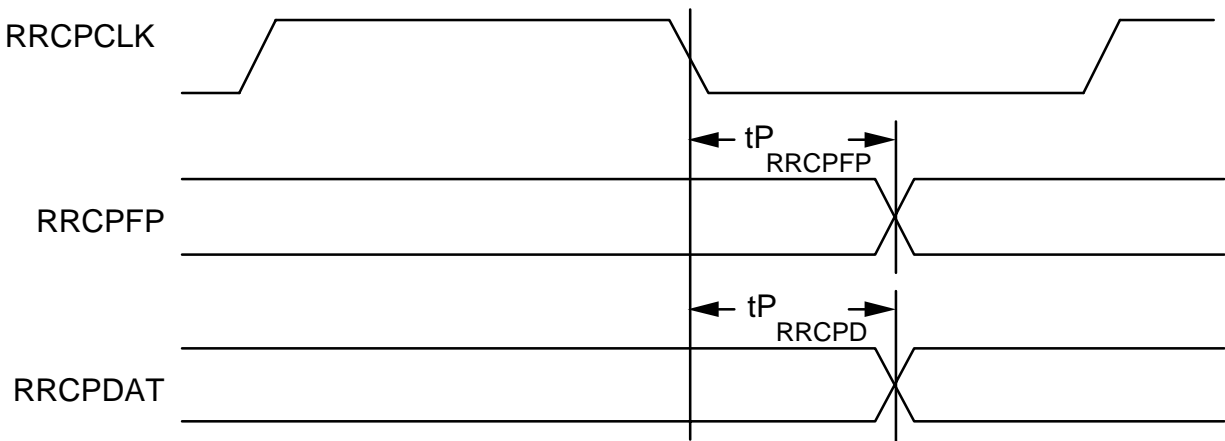 RRCPCLK
tP
RRCPFP
RRCPFP
tP
RRCPD
RRCPDAT